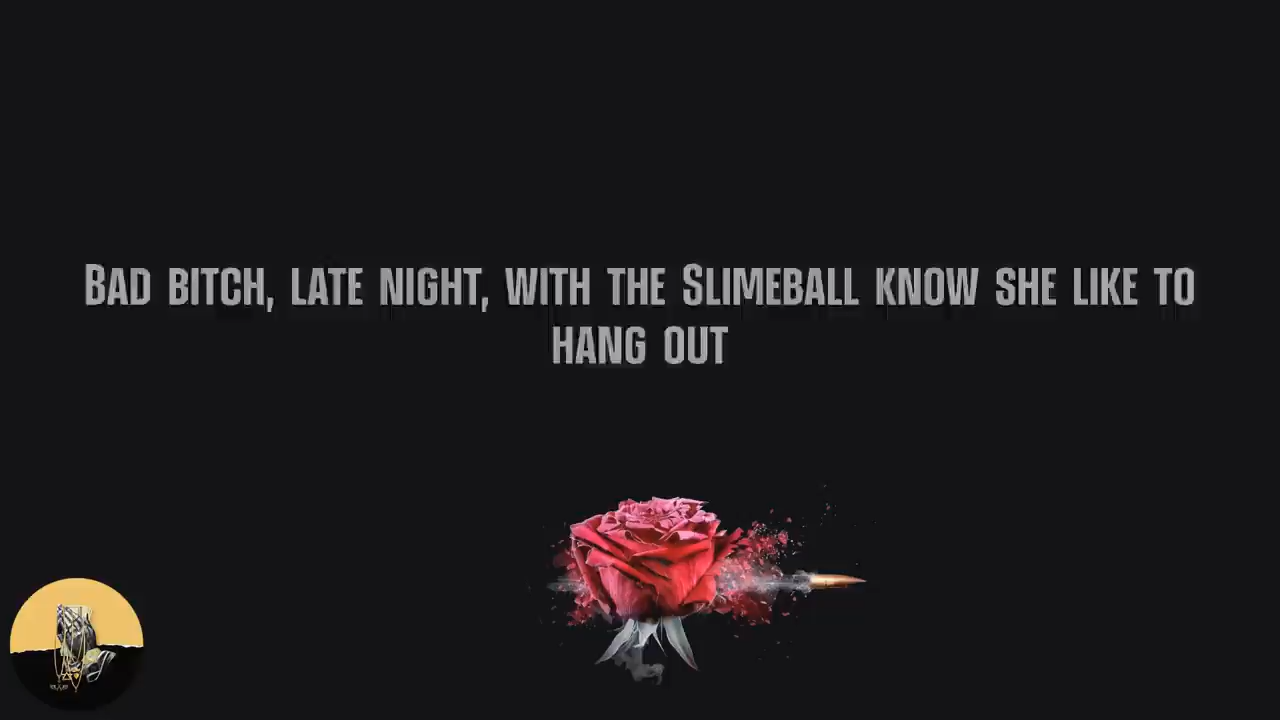 Bad bitch, late night, with the Slimeball know she like to
hang out